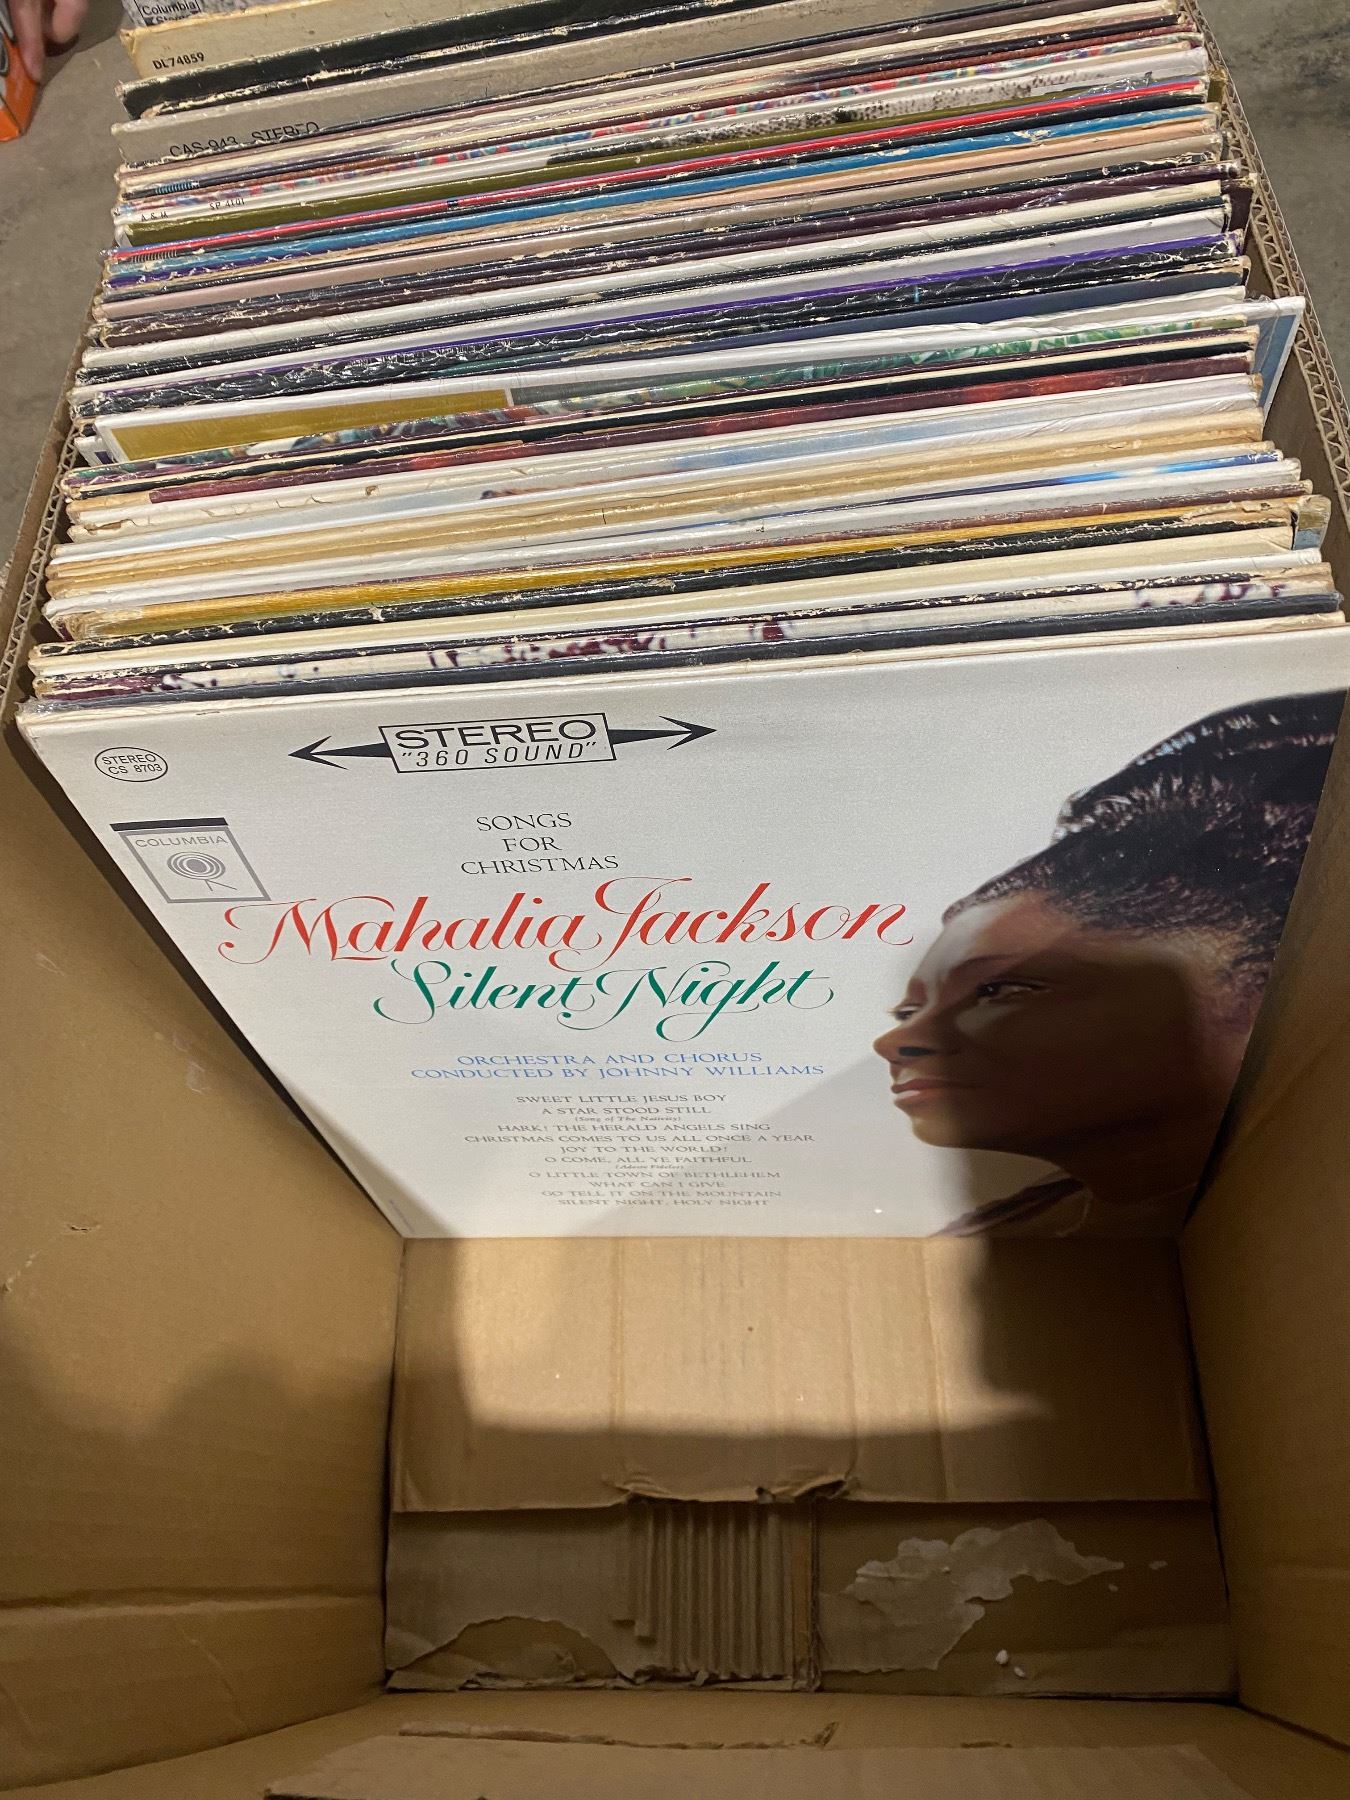 Columbia
Stereo
DL74859
CAS-943 STEREO
A & M SP 4101
STEREO
"360 SOUND"
STEREO
CS 8703
COLUMBIA
SONGS
FOR
CHRISTMAS
Mahalia Jackson
Silent Night
ORCHESTRA AND CHORUS
CONDUCTED BY JOHNNY WILLIAMS
SWEET LITTLE JESUS BOY
A STAR STOOD STILL
(Song of The Nativity)
HARK! THE HERALD ANGELS SING
CHRISTMAS COMES TO US ALL ONCE A YEAR
JOY TO THE WORLD!
O COME, ALL YE FAITHFUL
(Adeste Fideles)
O LITTLE TOWN OF BETHLEHEM
WHAT CAN I GIVE
GO TELL IT ON THE MOUNTAIN
SILENT NIGHT, HOLY NIGHT